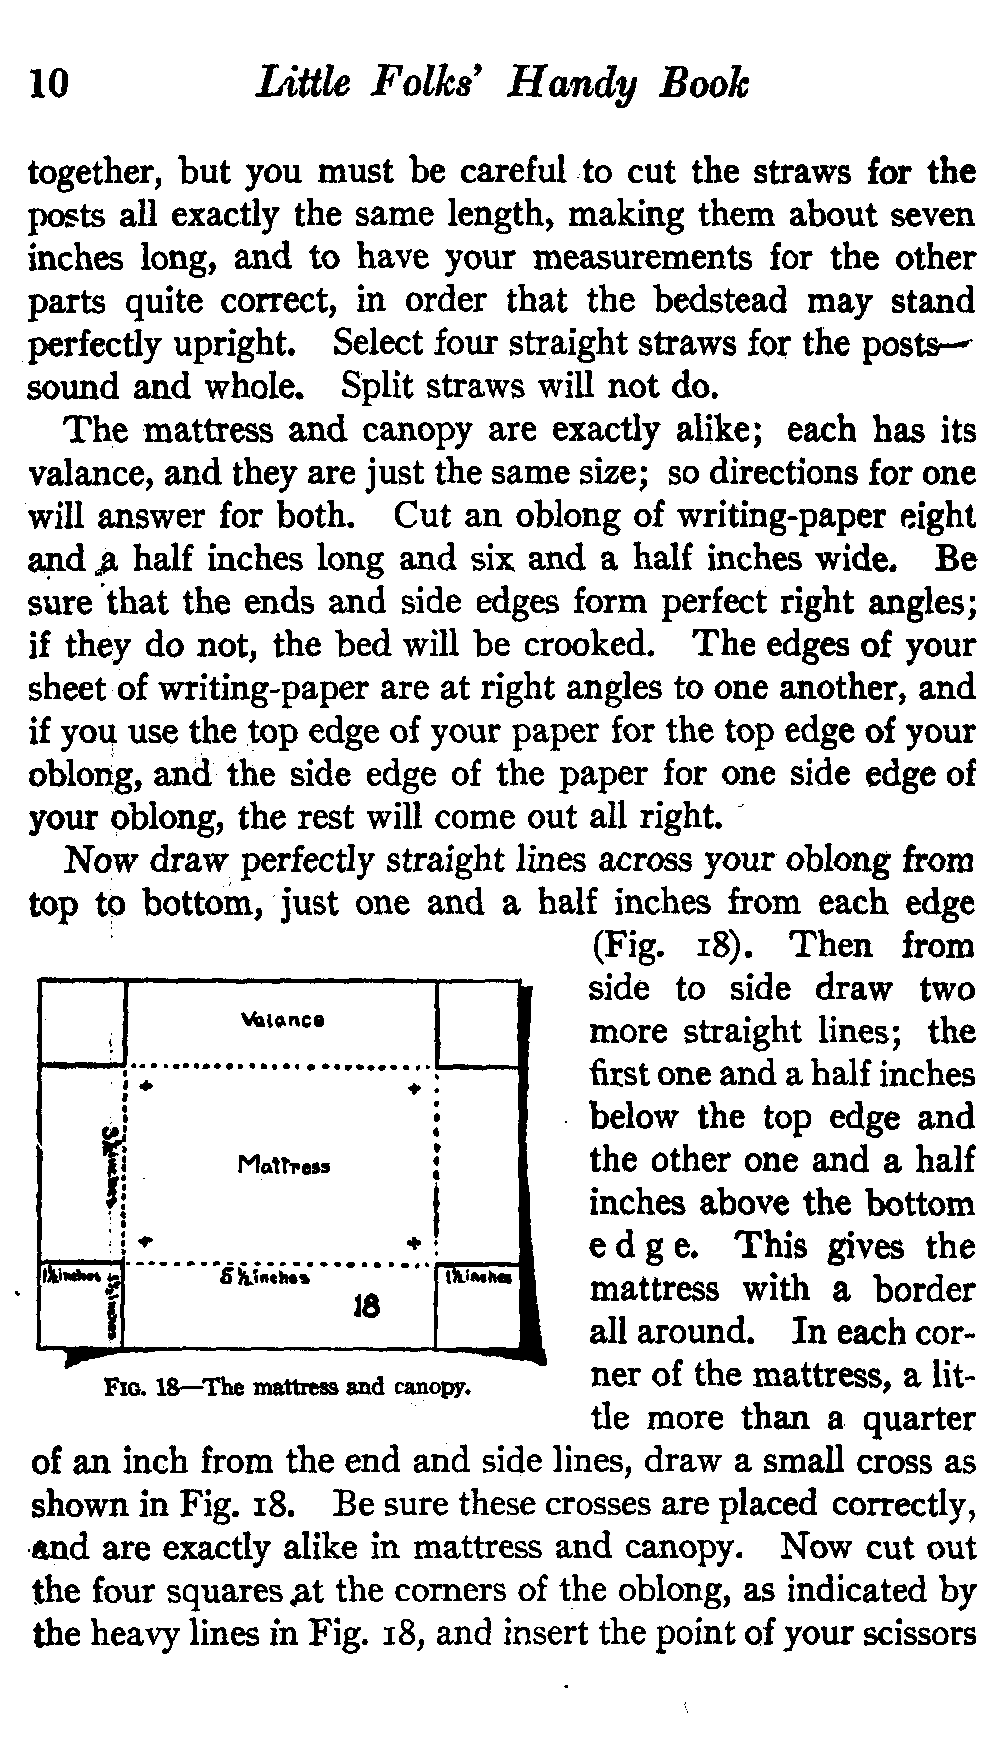 10 Little Folks' Handy Book
together, but you must be careful to cut the straws for the
posts all exactly the same length, making them about seven
inches long, and to have your measurements for the other
parts quite correct, in order that the bedstead may stand
perfectly upright. Select four straight straws for the posts—
sound and whole. Split straws will not do.
The mattress and canopy are exactly alike; each has its
valance, and they are just the same size; so directions for one
will answer for both. Cut an oblong of writing-paper eight
and a half inches long and six and a half inches wide. Be
sure that the ends and side edges form perfect right angles;
if they do not, the bed will be crooked. The edges of your
sheet of writing-paper are at right angles to one another, and
if you use the top edge of your paper for the top edge of your
oblong, and the side edge of the paper for one side edge of
your oblong, the rest will come out all right.
Now draw perfectly straight lines across your oblong from
top to bottom, just one and a half inches from each edge
(Fig. 18). Then from
side to side draw two
more straight lines; the
first one and a half inches
below the top edge and
the other one and a half
inches above the bottom
edge. This gives the
mattress with a border
all around. In each cor-
ner of the mattress, a lit-
tle more than a quarter
Valance
Mattress
1½ inches
5½ inches
1½ inches
18
FIG. 18—The mattress and canopy.
of an inch from the end and side lines, draw a small cross as
shown in Fig. 18. Be sure these crosses are placed correctly,
and are exactly alike in mattress and canopy. Now cut out
the four squares at the corners of the oblong, as indicated by
the heavy lines in Fig. 18, and insert the point of your scissors